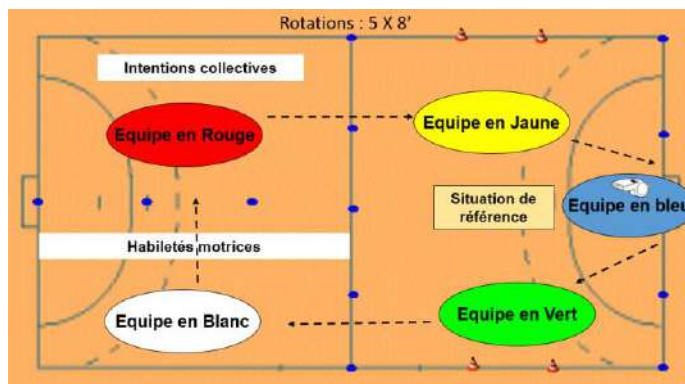 Rotations : 5 X 8’
Intentions collectives
Equipe en Rouge
Equipe en Jaune
Situation de
référence
Equipe en bleu
Habiletés motrices
Equipe en Blanc
Equipe en Vert